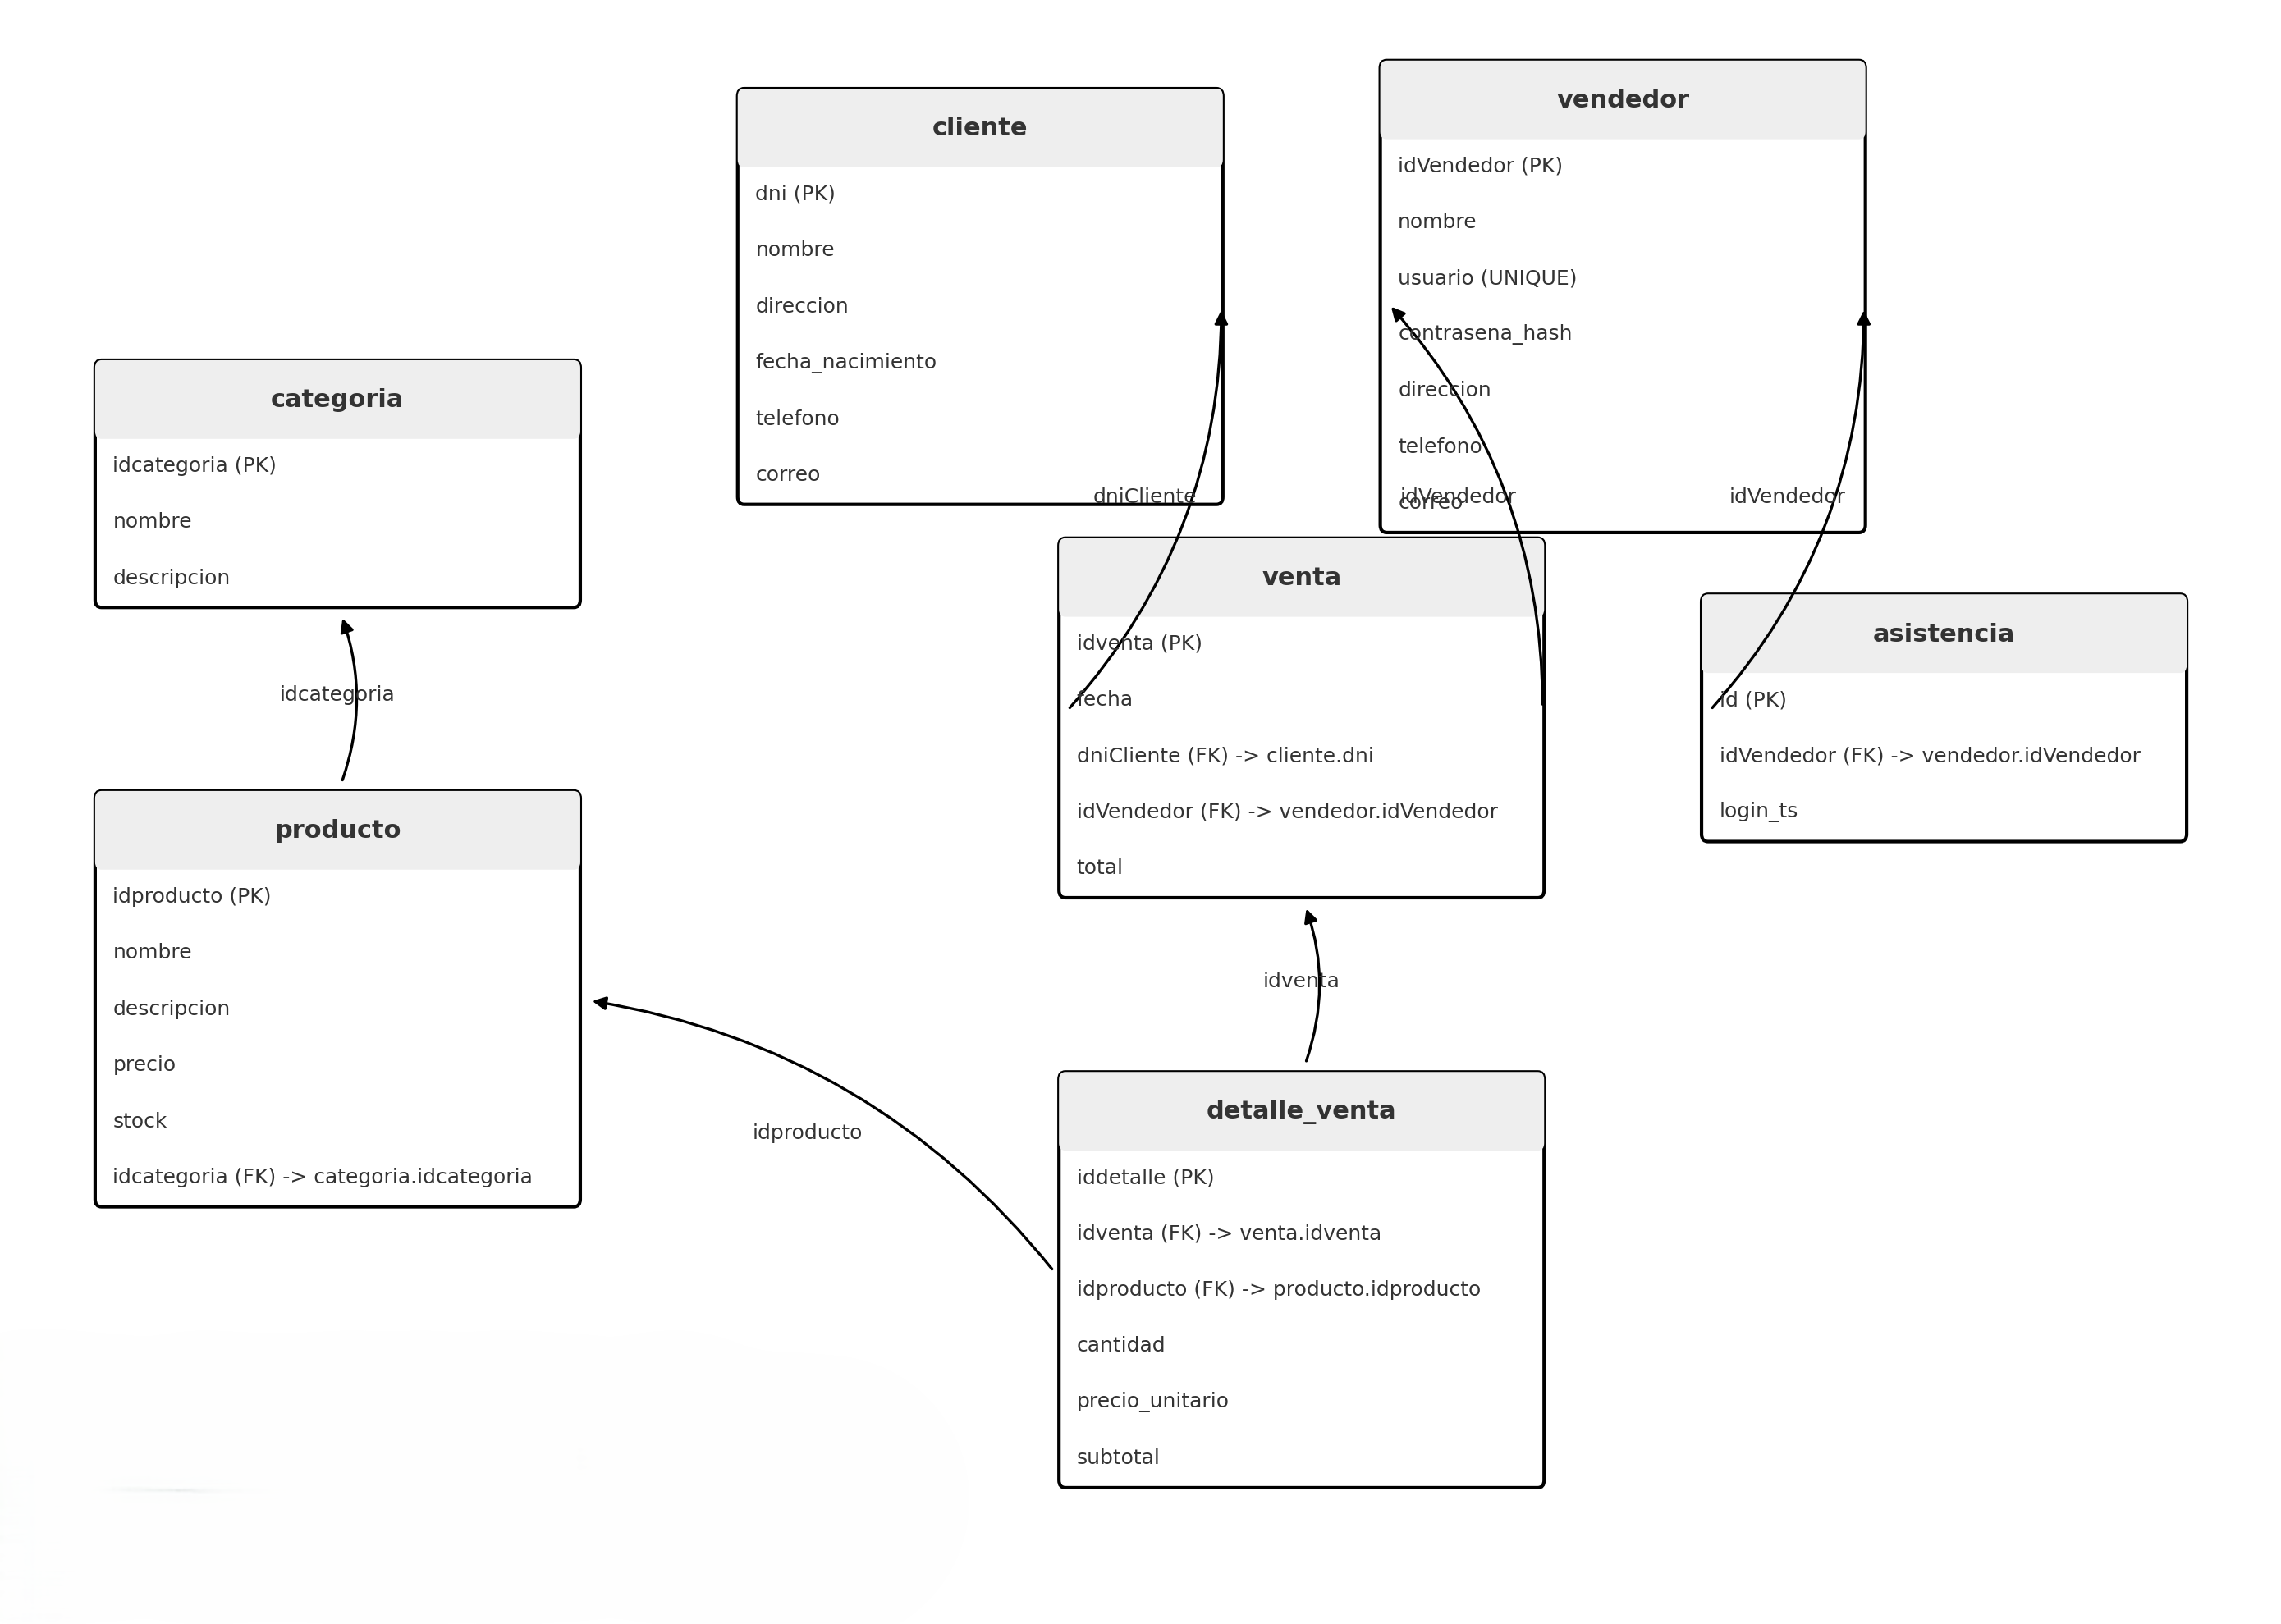 cliente
dni (PK)
nombre
direccion
fecha_nacimiento
telefono
correo
dniCliente
vendedor
idVendedor (PK)
nombre
usuario (UNIQUE)
contrasena_hash
direccion
telefono
correo
idVendedor
idVendedor
categoria
idcategoria (PK)
nombre
descripcion
idcategoria
venta
idventa (PK)
fecha
dniCliente (FK) -> cliente.dni
idVendedor (FK) -> vendedor.idVendedor
total
asistencia
id (PK)
idVendedor (FK) -> vendedor.idVendedor
login_ts
producto
idproducto (PK)
nombre
descripcion
precio
stock
idcategoria (FK) -> categoria.idcategoria
idventa
idproducto
detalle_venta
iddetalle (PK)
idventa (FK) -> venta.idventa
idproducto (FK) -> producto.idproducto
cantidad
precio_unitario
subtotal